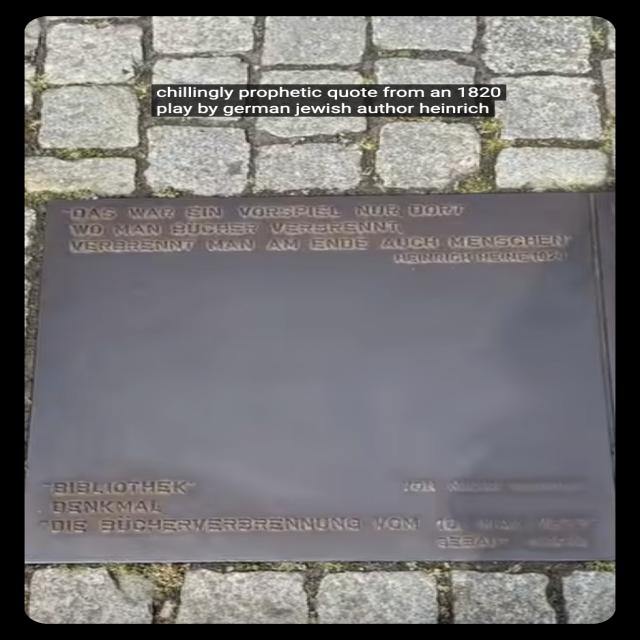 chillingly prophetic quote from an 1820
play by german jewish author heinrich
"DAS WAR EIN VORSPIEL NUR DORT
WO MAN BÜCHER VERBRENNT
VERBRENNT MAN AM ENDE AUCH MENSCHEN"
HEINRICH HEINE
"BIBLIOTHEK"
DENKMAL
"DIE BÜCHERVERBRENNUNG VOM 10.